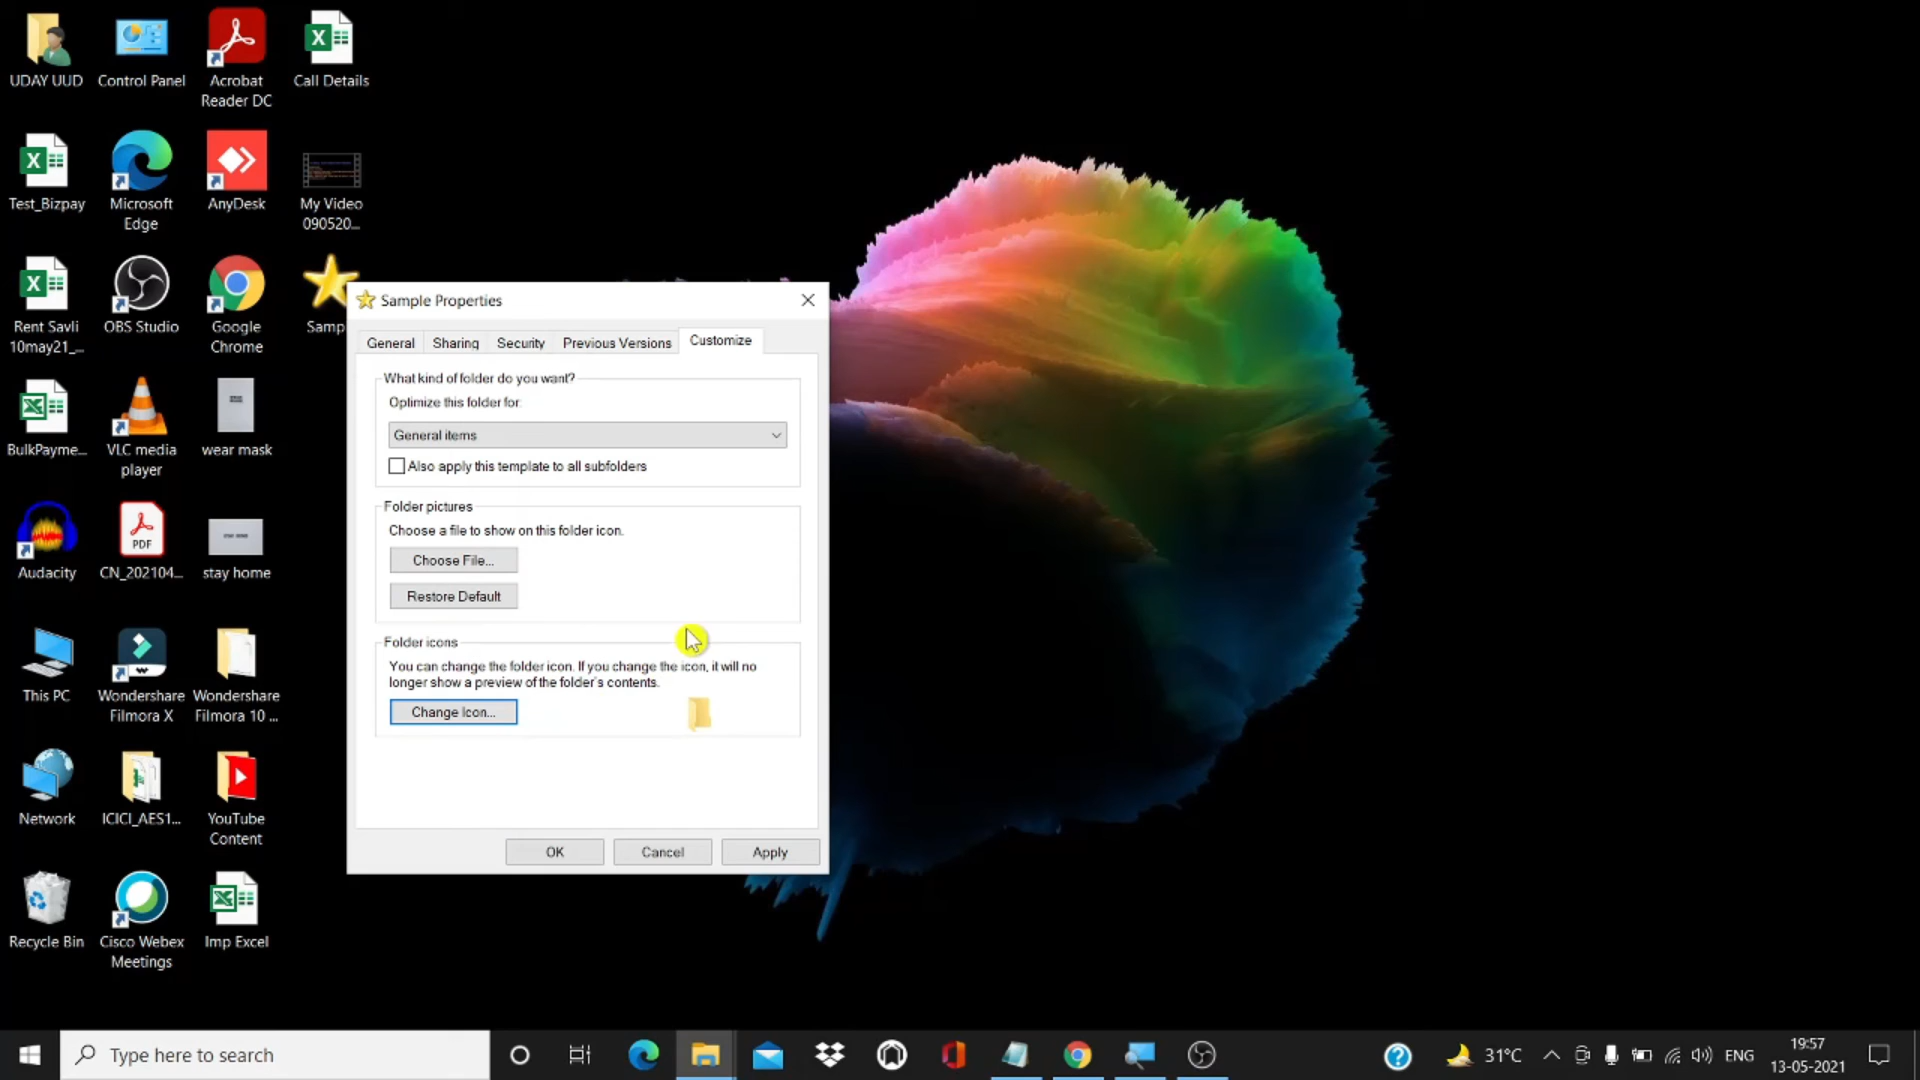 UDAY UUD
Control Panel
Acrobat
Reader DC
Call Details
Test_Bizpay
Microsoft
Edge
AnyDesk
My Video
090520...
Rent Savli
10may21_...
OBS Studio
Google
Chrome
Samp
BulkPayme...
VLC media
player
wear mask
Audacity
PDF
CN_202104...
stay home
This PC
Wondershare
Filmora X
Wondershare
Filmora 10 ...
Network
ICICI_AES1...
YouTube
Content
Recycle Bin
Cisco Webex
Meetings
Imp Excel
Sample Properties
General
Sharing
Security
Previous Versions
Customize
What kind of folder do you want?
Optimize this folder for:
General items
Also apply this template to all subfolders
Folder pictures
Choose a file to show on this folder icon.
Choose File...
Restore Default
Folder icons
You can change the folder icon. If you change the icon, it will no
longer show a preview of the folder's contents.
Change Icon...
OK
Cancel
Apply
Type here to search
31°C
ENG
19:57
13-05-2021